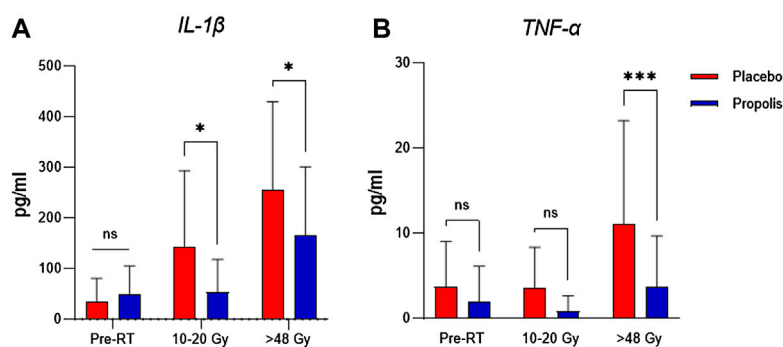 A
IL-1β
500
400
300
200
100
0
pg/ml
ns
*
*
Pre-RT
10-20 Gy
>48 Gy
B
TNF-α
30
20
10
0
pg/ml
ns
ns
***
Pre-RT
10-20 Gy
>48 Gy
Placebo
Propolis